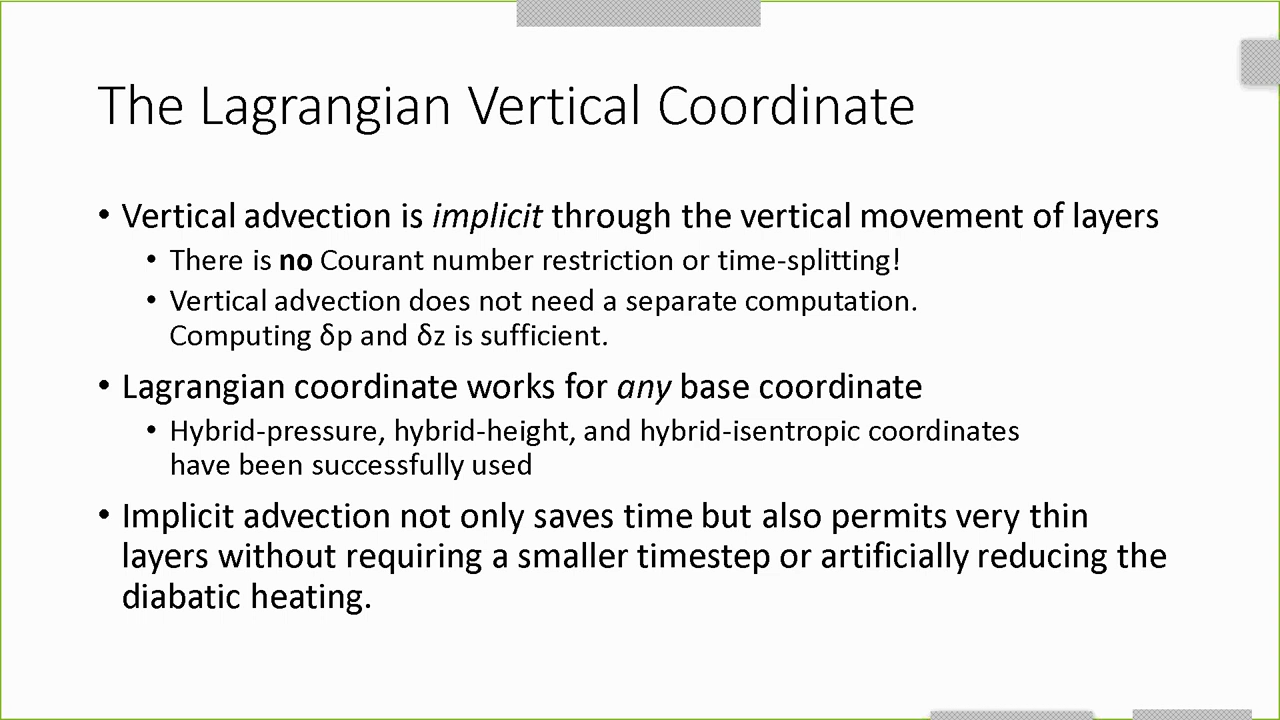 The Lagrangian Vertical Coordinate
• Vertical advection is implicit through the vertical movement of layers
• There is no Courant number restriction or time-splitting!
• Vertical advection does not need a separate computation.
Computing δp and δz is sufficient.
• Lagrangian coordinate works for any base coordinate
• Hybrid-pressure, hybrid-height, and hybrid-isentropic coordinates
have been successfully used
• Implicit advection not only saves time but also permits very thin
layers without requiring a smaller timestep or artificially reducing the
diabatic heating.